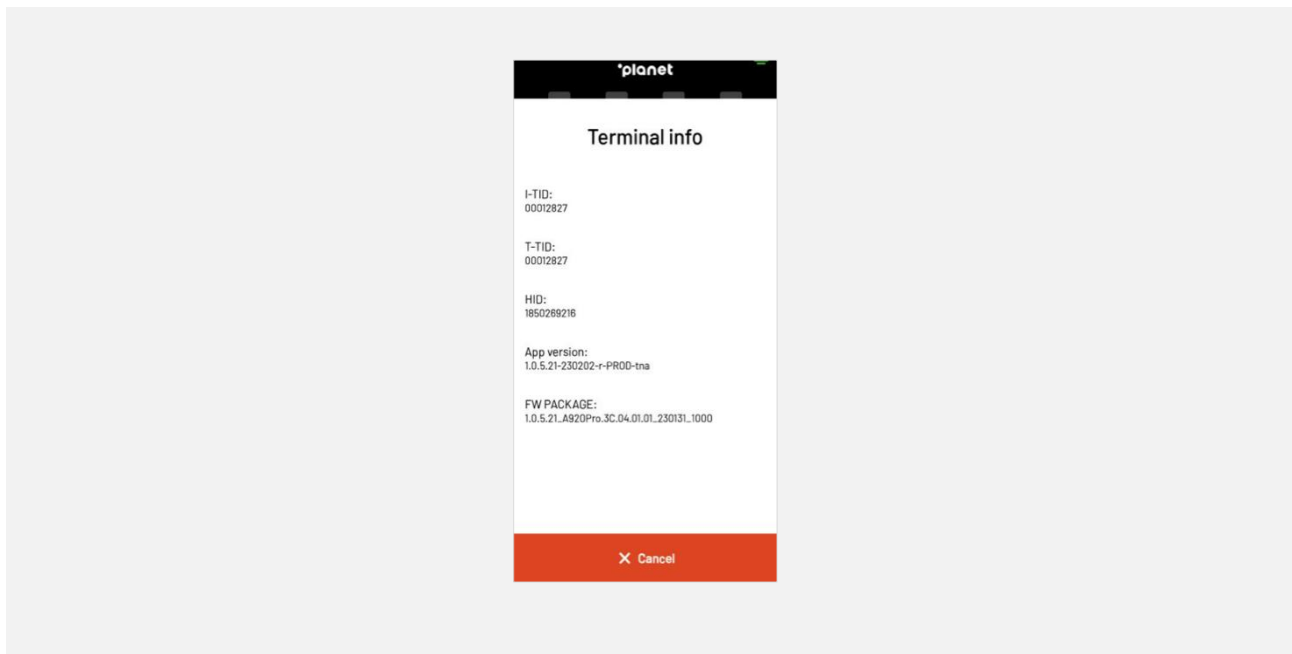 planet
Terminal info
I-TID:
00012827
T-TID:
00012827
HID:
1850269216
App version:
1.0.5.21-230202-r-PROD-tna
FW PACKAGE:
1.0.5.21_A920Pro.3C.04.01.01_230131_1000
X Cancel